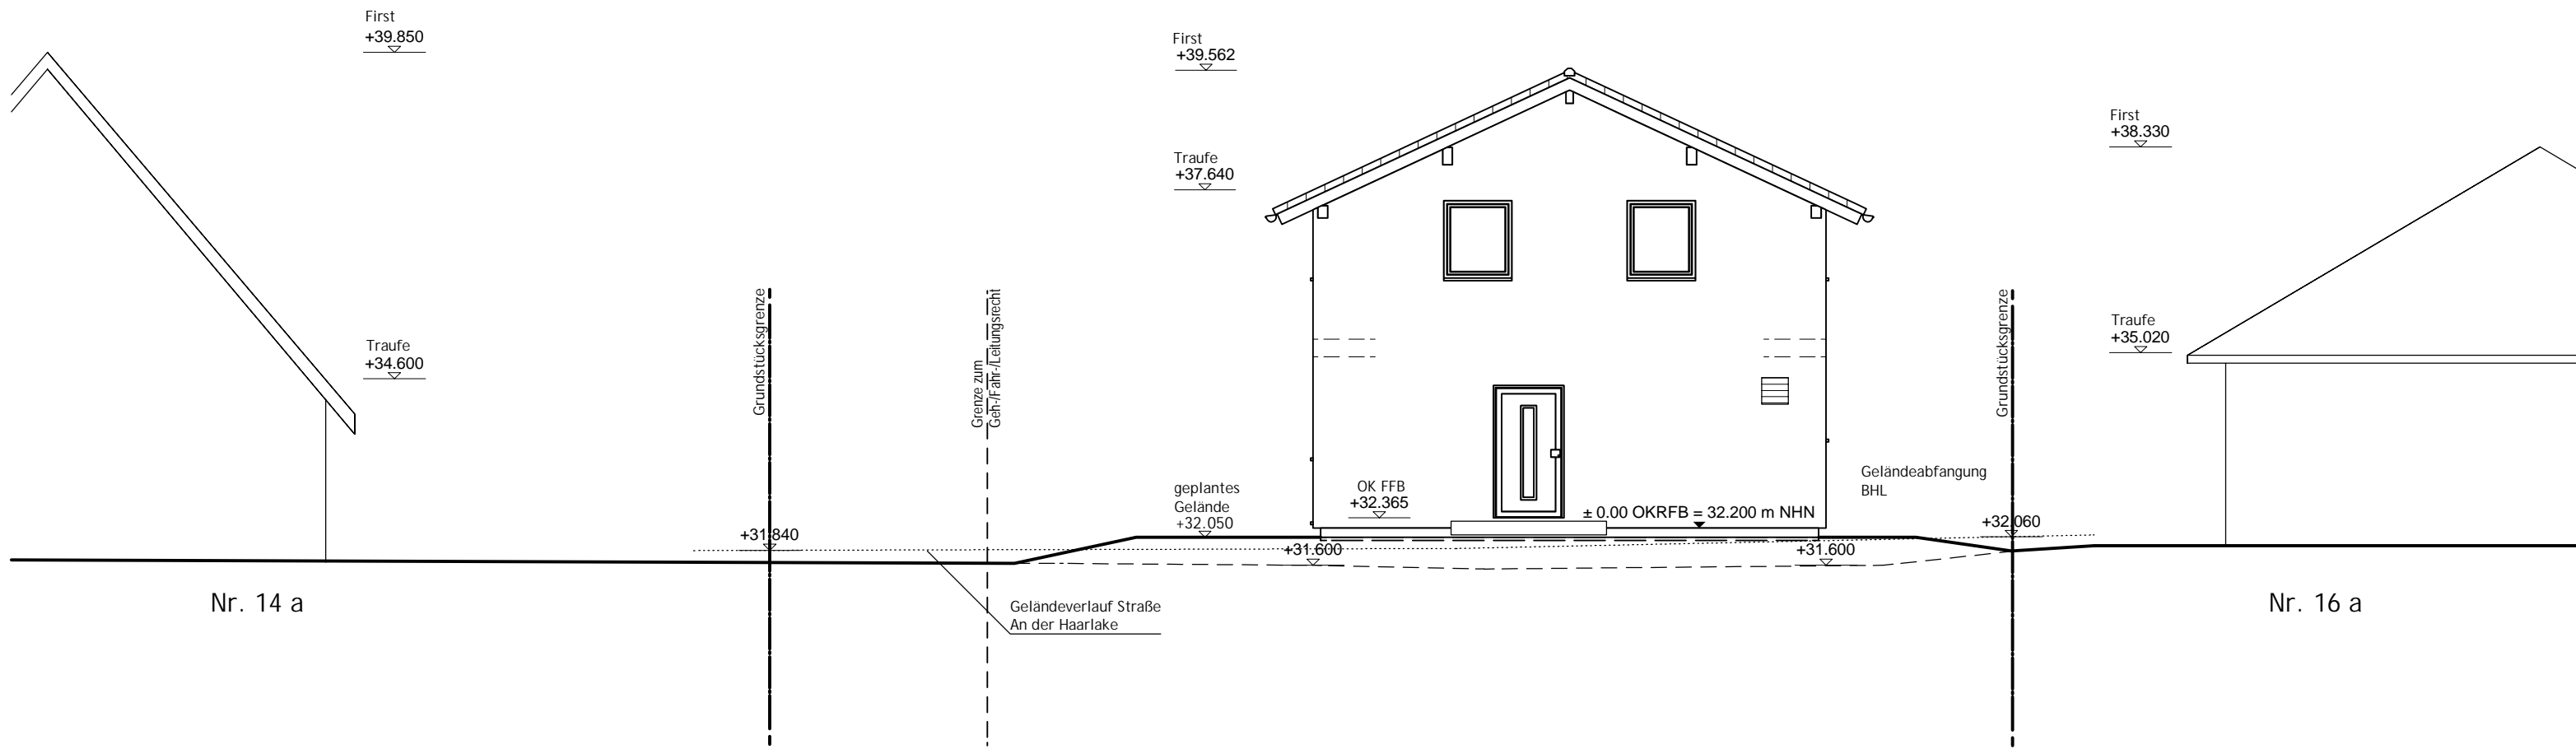 First
+39.850
Traufe
+34.600
Nr. 14 a
Grundstücksgrenze
+31.840
Grenze zum
Geh-/Fahr-/Leitungsrecht
Geländeverlauf Straße
An der Haarlake
First
+39.562
Traufe
+37.640
geplantes
Gelände
+32.050
OK FFB
+32.365
± 0.00 OKRFB = 32.200 m NHN
+31.600
+31.600
Geländeabfangung
BHL
Grundstücksgrenze
+32.060
First
+38.330
Traufe
+35.020
Nr. 16 a